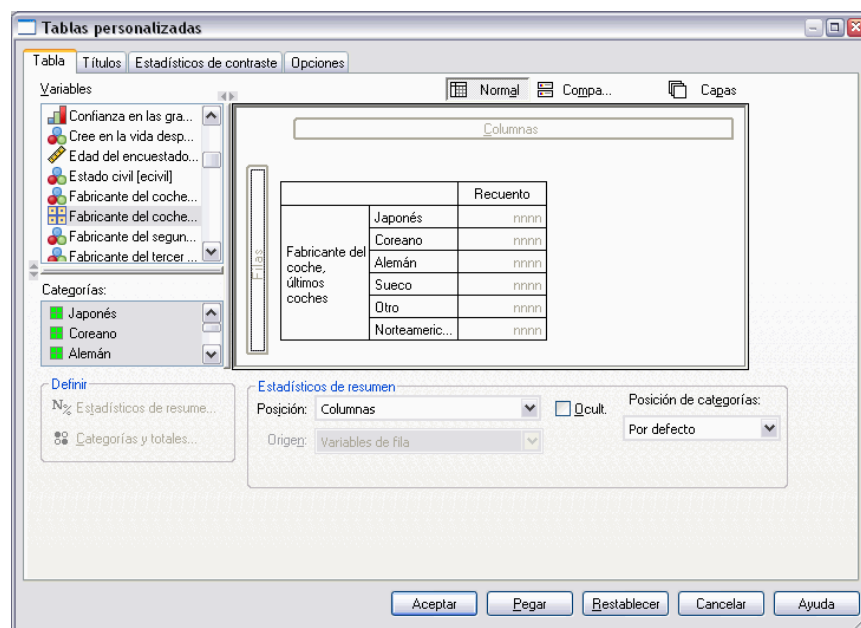 Tablas personalizadas
Tabla Títulos Estadísticos de contraste Opciones
Variables
Normal Compa... Capas
Confianza en las gra...
Cree en la vida desp...
Edad del encuestado...
Estado civil [ecivil]
Fabricante del coche...
Fabricante del coche...
Fabricante del segun...
Fabricante del tercer ...
Categorías:
Japonés
Coreano
Alemán
Columnas
Filas
Recuento
Fabricante del coche, últimos coches
Japonés nnnn
Coreano nnnn
Alemán nnnn
Sueco nnnn
Otro nnnn
Norteameric... nnnn
Definir
N% Estadísticos de resume...
Categorías y totales...
Estadísticos de resumen
Posición: Columnas
Ocult.
Origen: Variables de fila
Posición de categorías:
Por defecto
Aceptar Pegar Restablecer Cancelar Ayuda